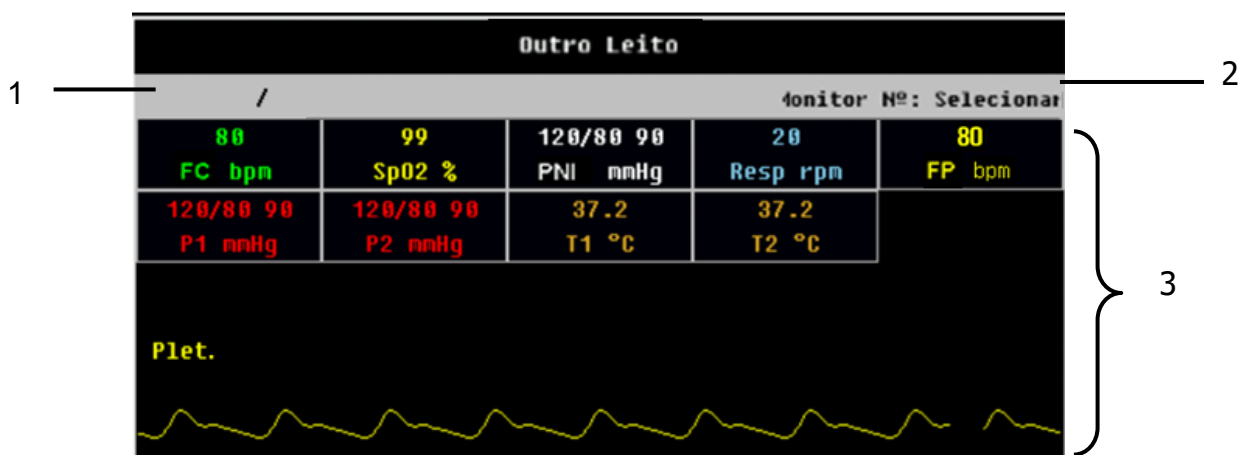 Outro Leito
1
/
Monitor Nº: Selecionar
2
80 99 120/80 90 20 80
FC bpm SpO2 % PNI mmHg Resp rpm FP bpm
120/80 90 120/80 90 37.2 37.2
P1 mmHg P2 mmHg T1 °C T2 °C
3
Plet.